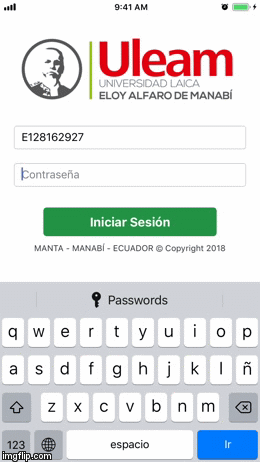 9:41 AM
Uleam
UNIVERSIDAD LAICA
ELOY ALFARO DE MANABÍ
E128162927
Contraseña
Iniciar Sesión
MANTA - MANABÍ - ECUADOR © Copyright 2018
Passwords
q w e r t y u i o p
a s d f g h j k l ñ
z x c v b n m
123 espacio Ir
imgflip.com